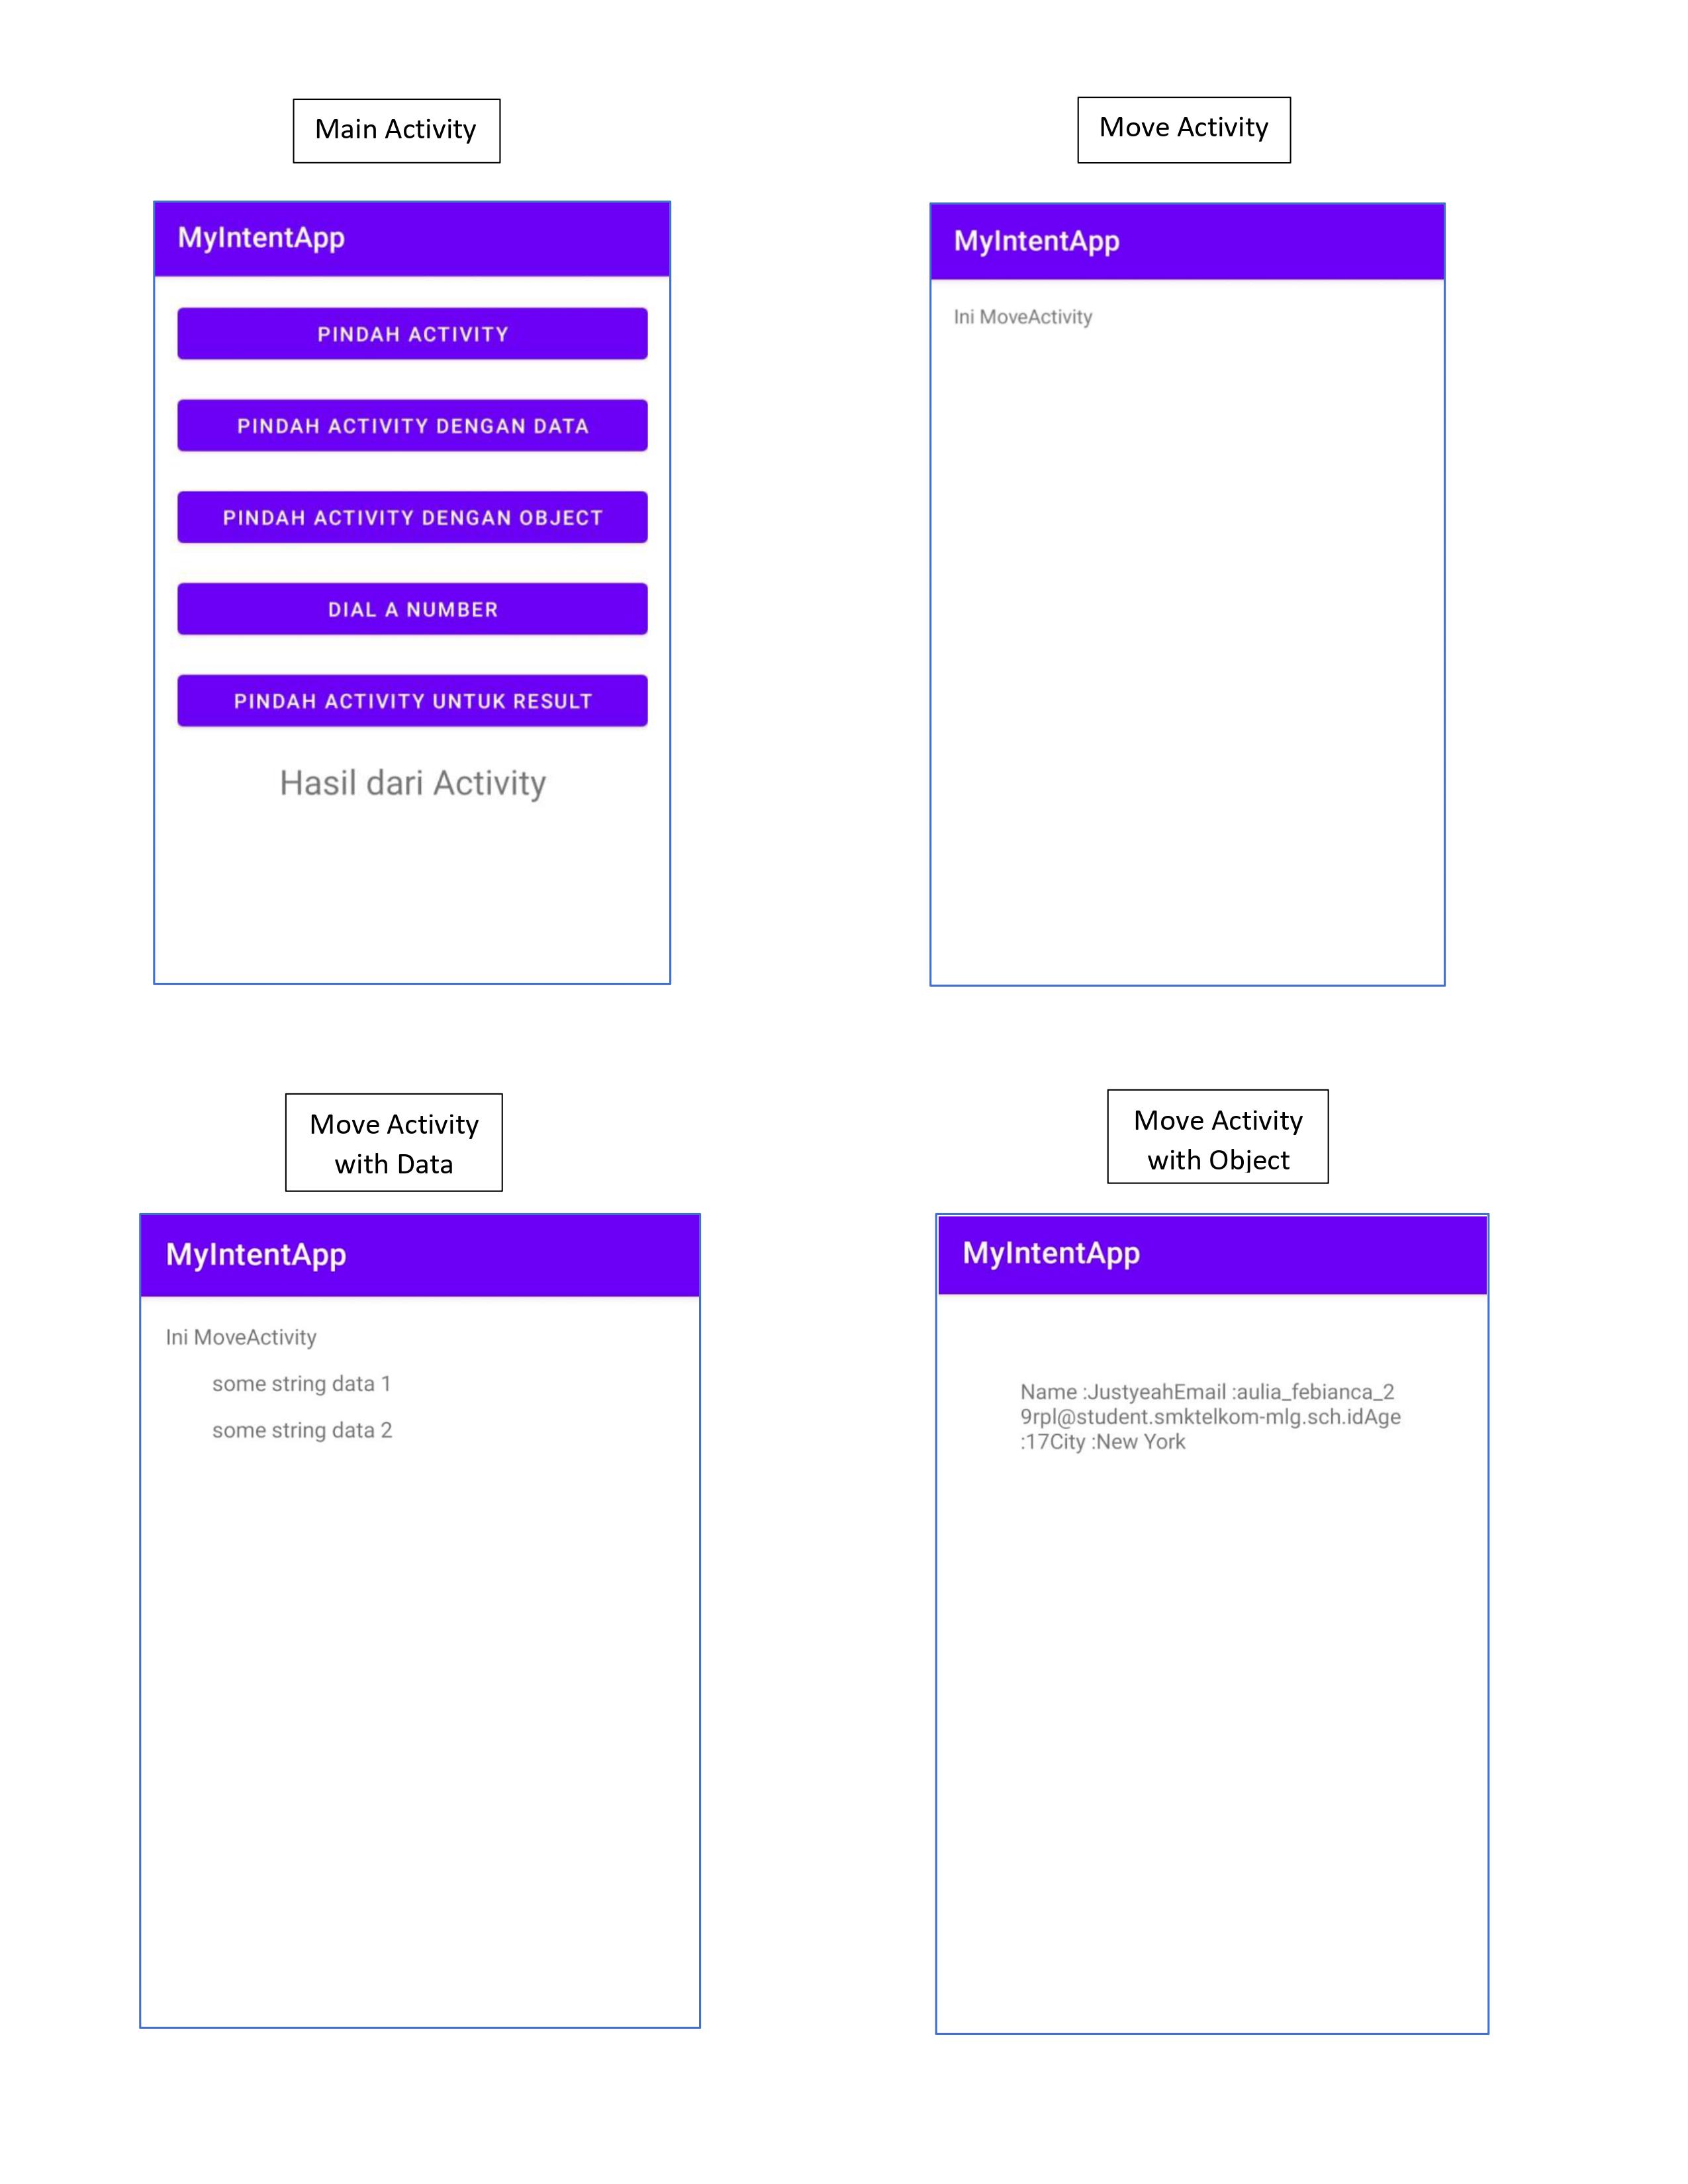 Main Activity
MyIntentApp
PINDAH ACTIVITY
PINDAH ACTIVITY DENGAN DATA
PINDAH ACTIVITY DENGAN OBJECT
DIAL A NUMBER
PINDAH ACTIVITY UNTUK RESULT
Hasil dari Activity
Move Activity
MyIntentApp
Ini MoveActivity
Move Activity
with Data
MyIntentApp
Ini MoveActivity
some string data 1
some string data 2
Move Activity
with Object
MyIntentApp
Name :JustyeahEmail :aulia_febianca_2
9rpl@student.smktelkom-mlg.sch.idAge
:17City :New York